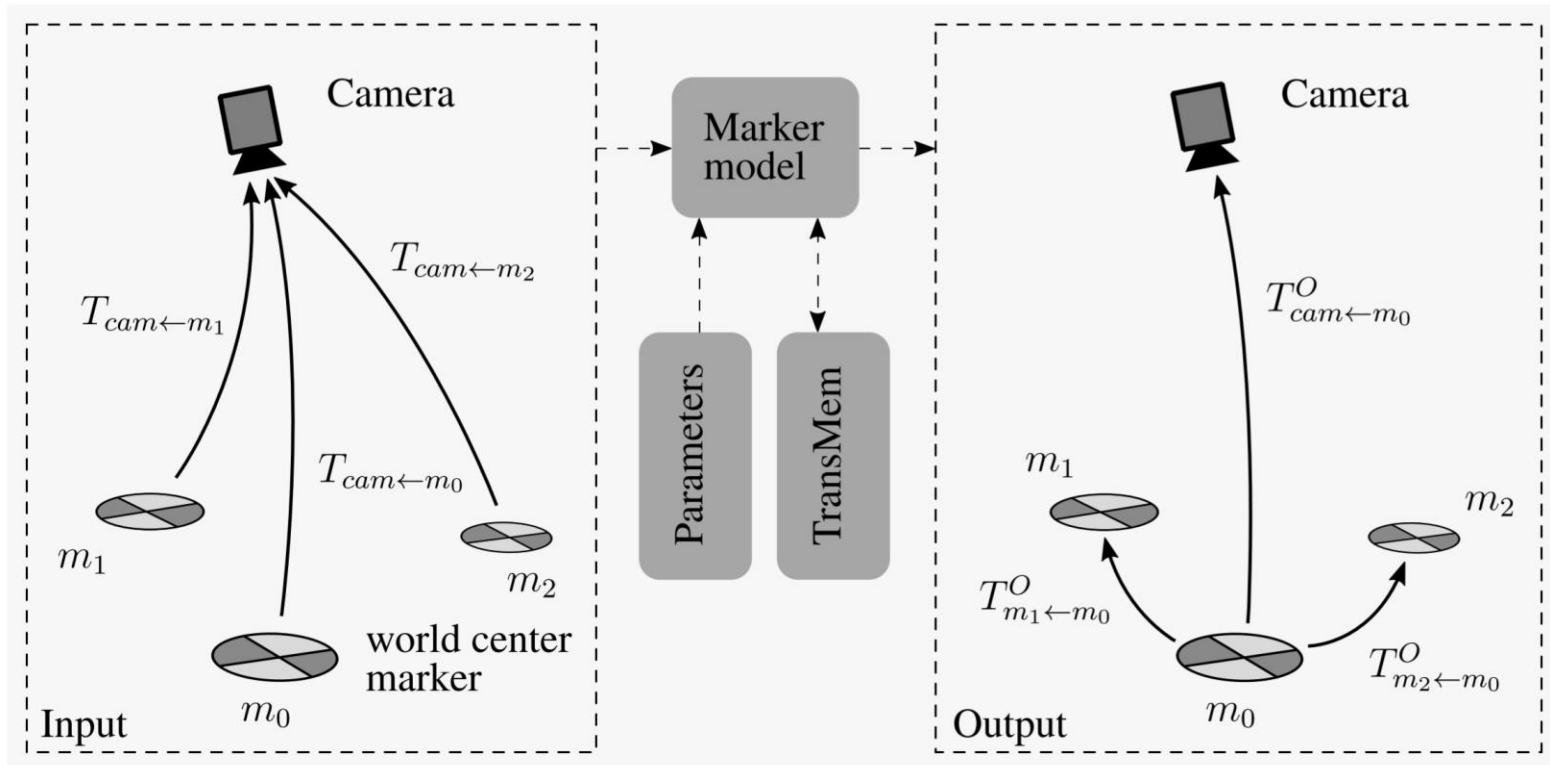 Camera
T_{cam←m_2}
T_{cam←m_1}
T_{cam←m_0}
m_1
m_2
world center
marker
m_0
Input
Marker
model
Parameters
TransMem
Camera
T^O_{cam←m_0}
m_1
m_2
T^O_{m_1←m_0}
T^O_{m_2←m_0}
m_0
Output